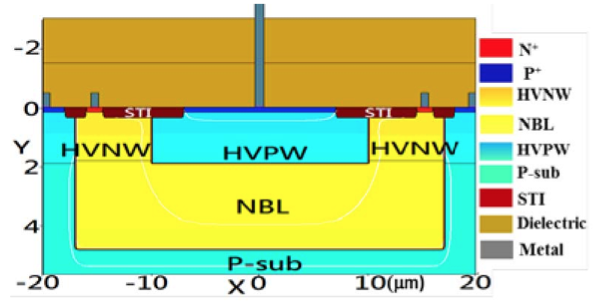 -2
0
Y
2
4
STI
STI
HVNW
HVPW
HVNW
NBL
P-sub
-20
-10
X
0
10(μm)
20
N+
P+
HVNW
NBL
HVPW
P-sub
STI
Dielectric
Metal